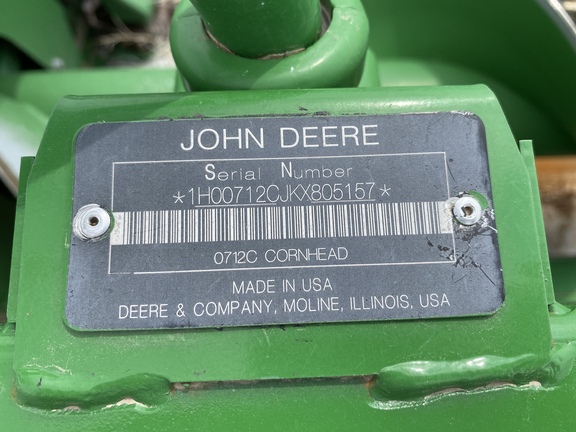 JOHN DEERE
Serial Number
*1H00712CJKX805157*
0712C CORNHEAD
MADE IN USA
DEERE & COMPANY, MOLINE, ILLINOIS, USA